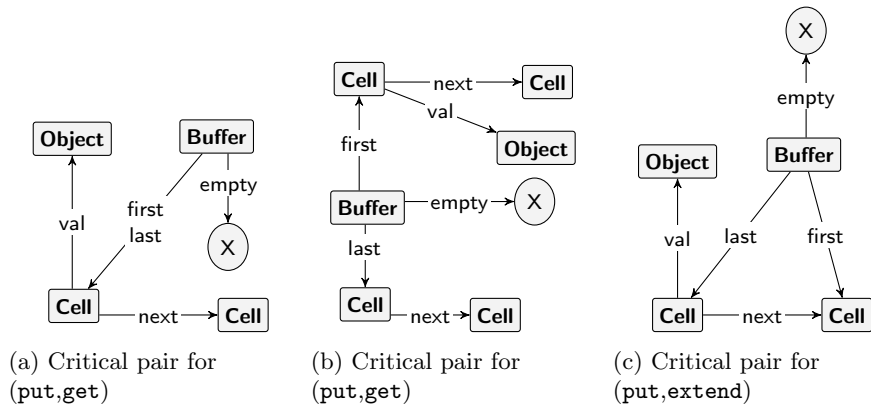 Object
Buffer
empty
first
last
val
X
Cell
next
Cell
(a) Critical pair for
(put,get)
Cell
next
Cell
val
first
Object
Buffer
empty
X
last
Cell
next
Cell
(b) Critical pair for
(put,get)
X
empty
Object
Buffer
val
last
first
Cell
next
Cell
(c) Critical pair for
(put,extend)